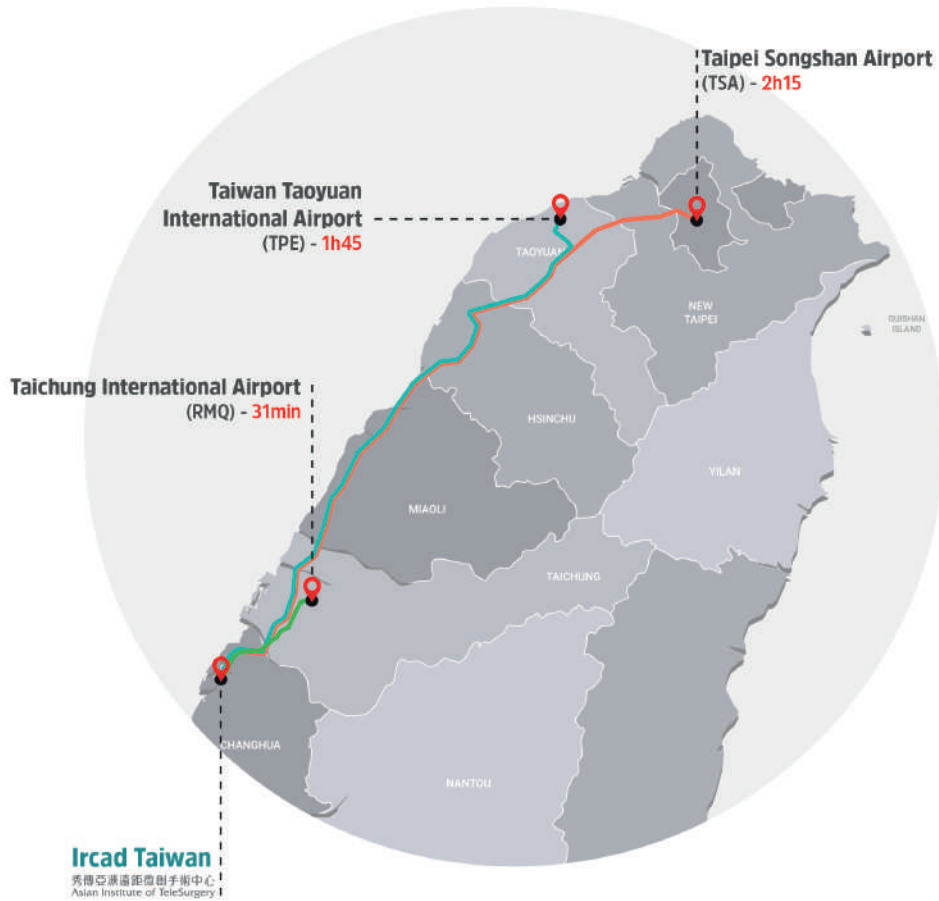 Taipei Songshan Airport
(TSA) - 2h15
Taiwan Taoyuan
International Airport
(TPE) - 1h45
TAOYUAN
NEW
TAIPEI
GUISHAN
ISLAND
Taichung International Airport
(RMQ) - 31min
HSINCHU
YILAN
MIAOLI
TAICHUNG
CHANGHUA
NANTOU
Ircad Taiwan
秀傳亞洲遠距微創手術中心
Asian Institute of TeleSurgery